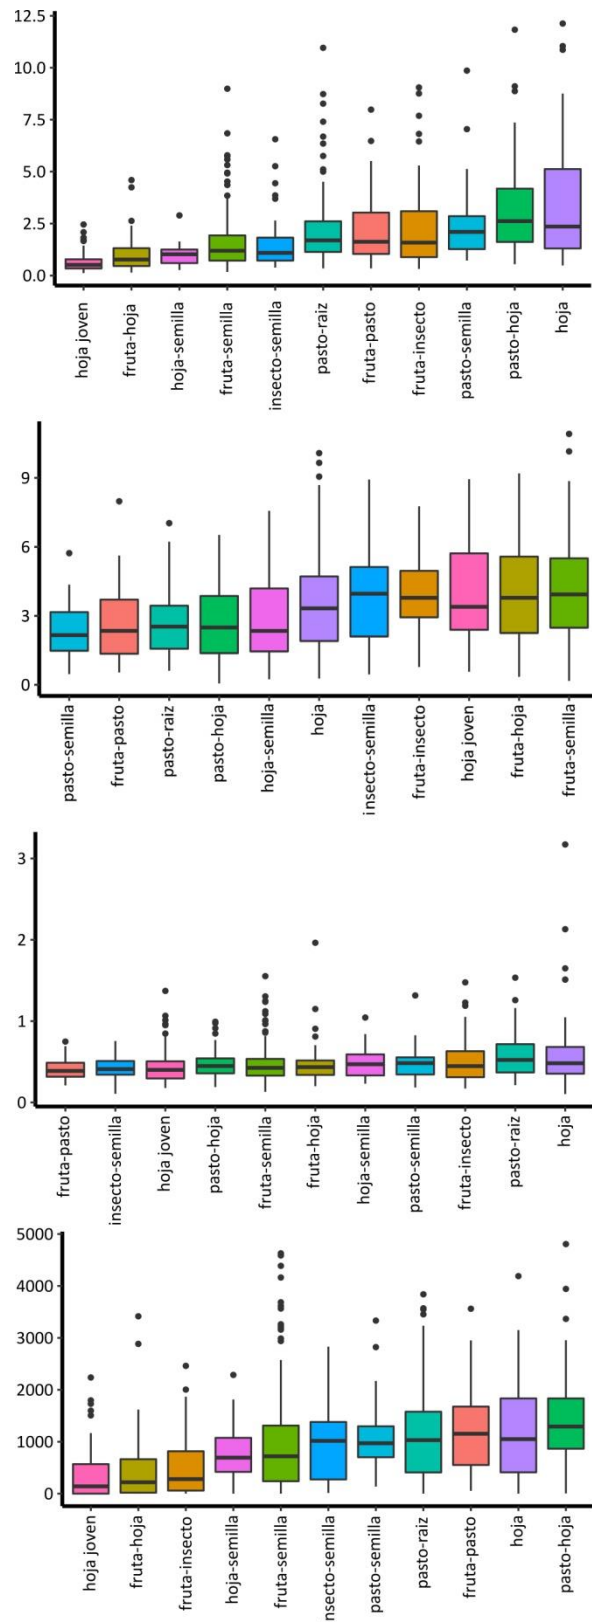 12.5
10.0
7.5
5.0
2.5
0.0
hoja joven
fruta-hoja
hoja-semilla
fruta-semilla
insecto-semilla
pasto-raiz
fruta-pasto
fruta-insecto
pasto-semilla
pasto-hoja
hoja
9
6
3
0
pasto-semilla
fruta-pasto
pasto-raiz
pasto-hoja
hoja-semilla
hoja
insecto-semilla
fruta-insecto
hoja joven
fruta-hoja
fruta-semilla
3
2
1
0
fruta-pasto
insecto-semilla
hoja joven
pasto-hoja
fruta-semilla
fruta-hoja
hoja-semilla
pasto-semilla
fruta-insecto
pasto-raiz
hoja
5000
4000
3000
2000
1000
0
hoja joven
fruta-hoja
fruta-insecto
hoja-semilla
fruta-semilla
nsecto-semilla
pasto-semilla
pasto-raiz
fruta-pasto
hoja
pasto-hoja